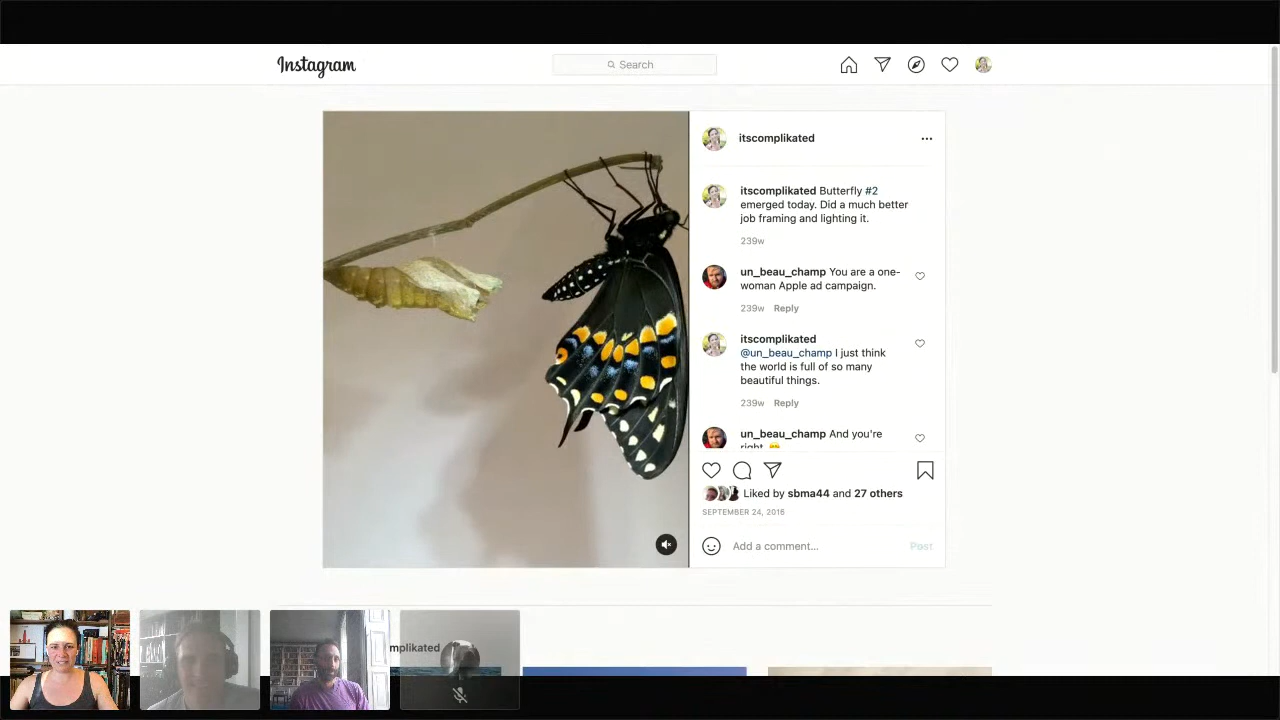 Instagram
Search
itscomplikated
itscomplikated Butterfly #2
emerged today. Did a much better
job framing and lighting it.
239w
un_beau_champ You are a one-
woman Apple ad campaign.
239w Reply
itscomplikated
@un_beau_champ I just think
the world is full of so many
beautiful things.
239w Reply
un_beau_champ And you're
right
Liked by sbma44 and 27 others
SEPTEMBER 24, 2016
Add a comment...
Post
mplikated